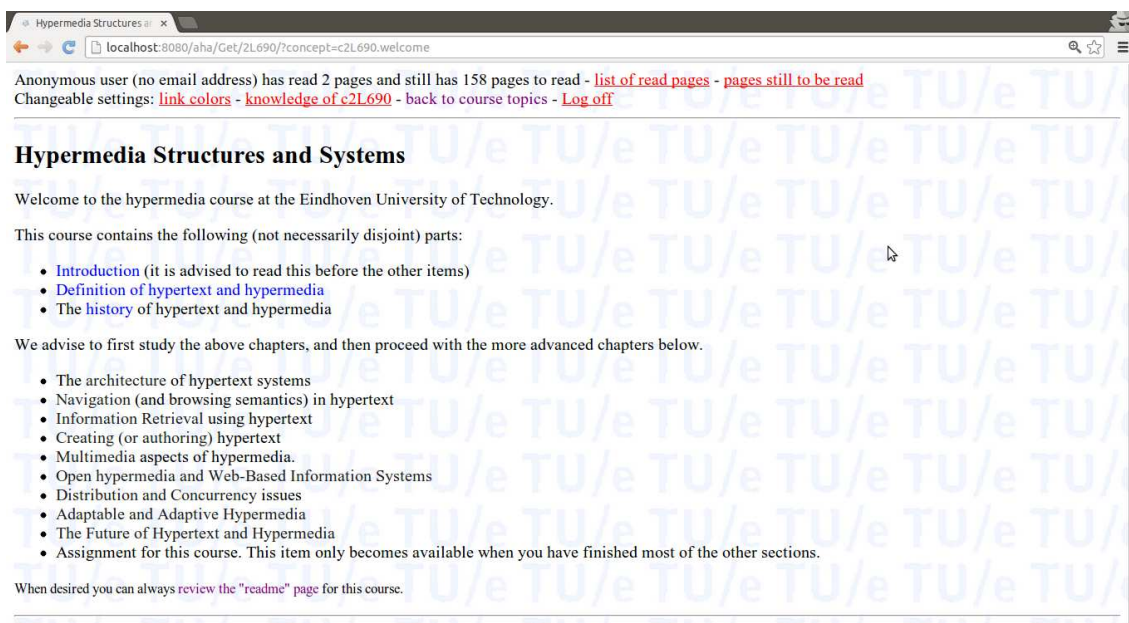 Hypermedia Structures a
localhost:8080/aha/Get/2L690/?concept=c2L690.welcome
Anonymous user (no email address) has read 2 pages and still has 158 pages to read - list of read pages - pages still to be read
Changeable settings: link colors - knowledge of c2L690 - back to course topics - Log off
Hypermedia Structures and Systems
Welcome to the hypermedia course at the Eindhoven University of Technology.
This course contains the following (not necessarily disjoint) parts:
• Introduction (it is advised to read this before the other items)
• Definition of hypertext and hypermedia
• The history of hypertext and hypermedia
We advise to first study the above chapters, and then proceed with the more advanced chapters below.
• The architecture of hypertext systems
• Navigation (and browsing semantics) in hypertext
• Information Retrieval using hypertext
• Creating (or authoring) hypertext
• Multimedia aspects of hypermedia.
• Open hypermedia and Web-Based Information Systems
• Distribution and Concurrency issues
• Adaptable and Adaptive Hypermedia
• The Future of Hypertext and Hypermedia
• Assignment for this course. This item only becomes available when you have finished most of the other sections.
When desired you can always review the "readme" page for this course.